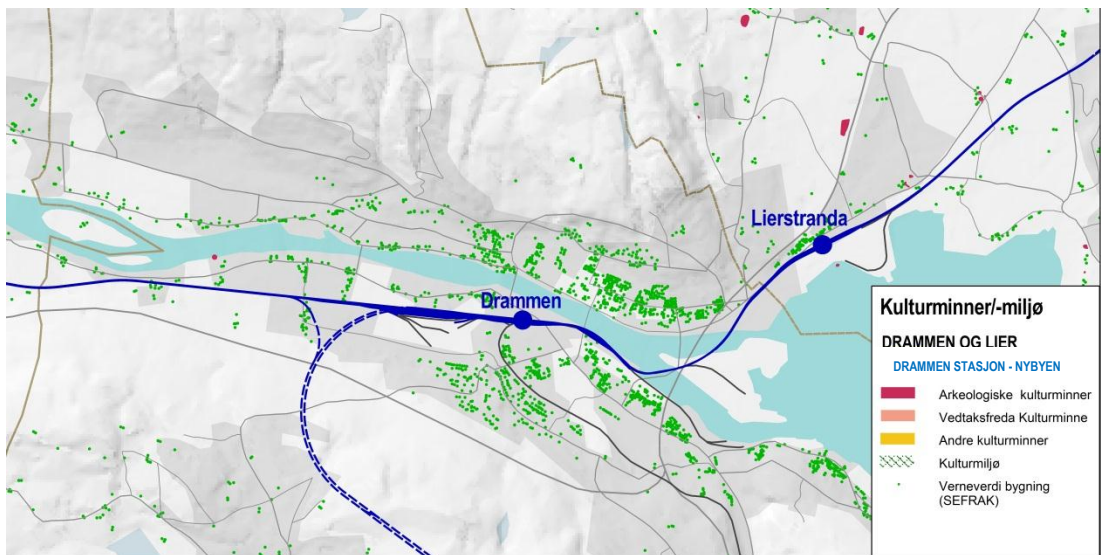 Lierstranda
Drammen
Kulturminner/-miljø
DRAMMEN OG LIER
DRAMMEN STASJON - NYBYEN
Arkeologiske kulturminner
Vedtaksfreda Kulturminne
Andre kulturminner
Kulturmiljø
Verneverdi bygning
(SEFRAK)